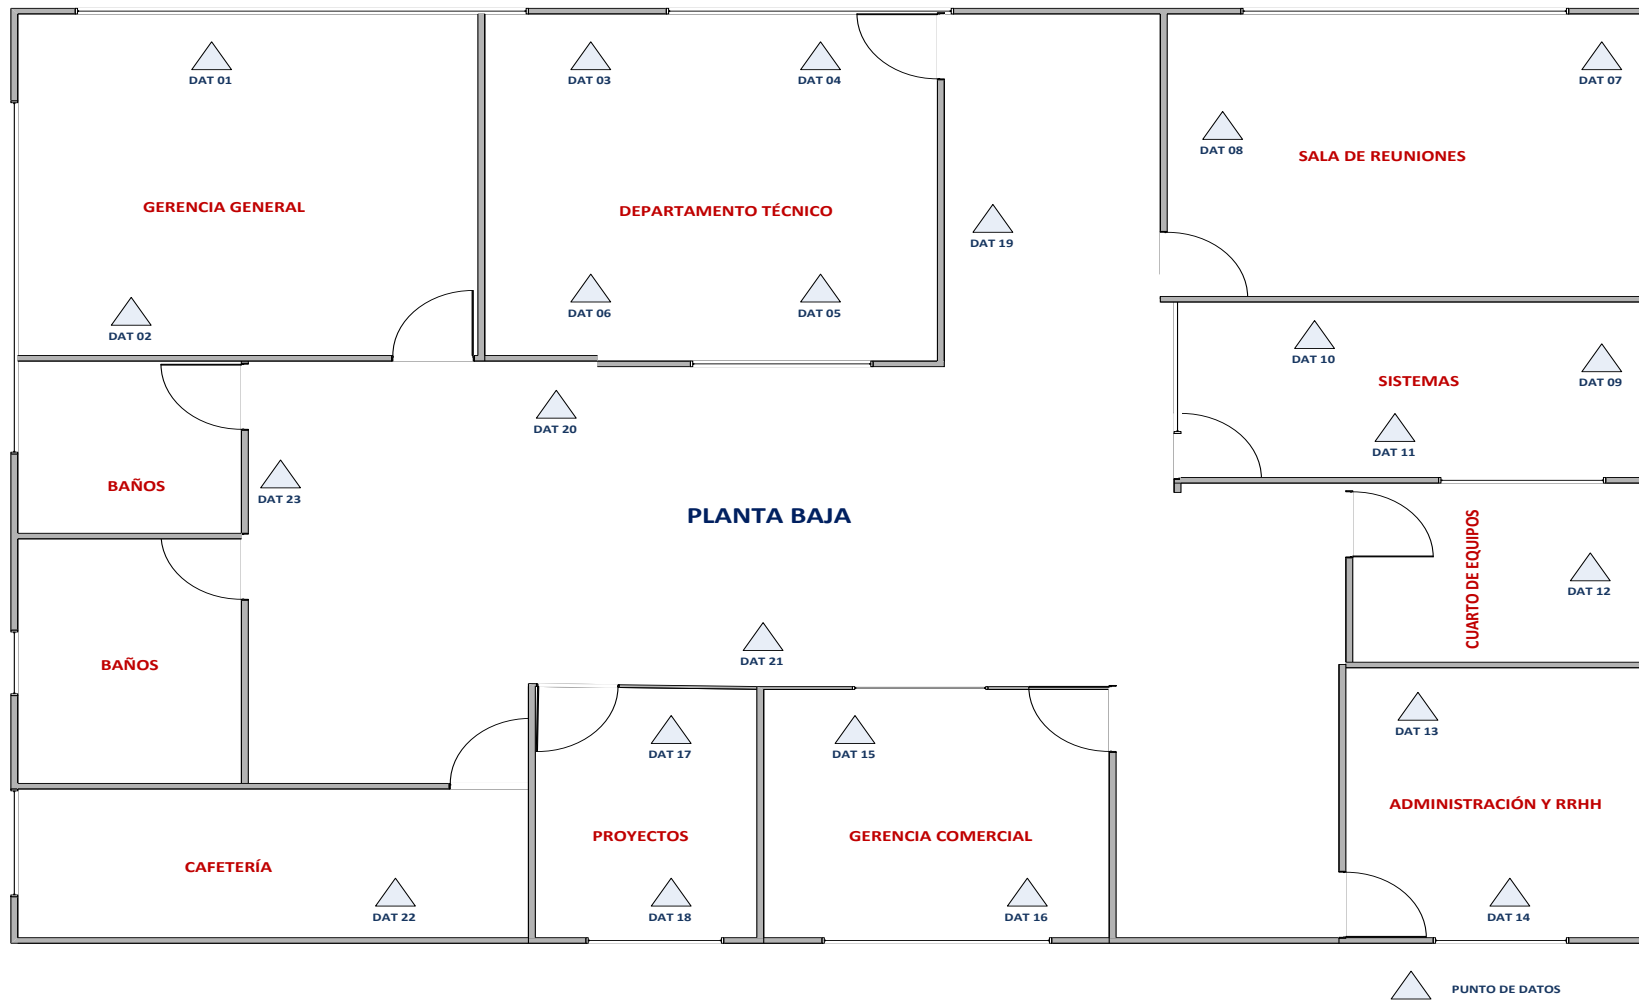 DAT 01
DAT 03
DAT 04
DAT 07
DAT 08
SALA DE REUNIONES
GERENCIA GENERAL
DEPARTAMENTO TÉCNICO
DAT 19
DAT 06
DAT 05
DAT 02
DAT 10
DAT 09
SISTEMAS
DAT 20
DAT 11
BAÑOS
DAT 23
PLANTA BAJA
CUARTO DE EQUIPOS
DAT 12
BAÑOS
DAT 21
DAT 13
DAT 17
DAT 15
ADMINISTRACIÓN Y RRHH
PROYECTOS
GERENCIA COMERCIAL
CAFETERÍA
DAT 22
DAT 18
DAT 16
DAT 14
PUNTO DE DATOS